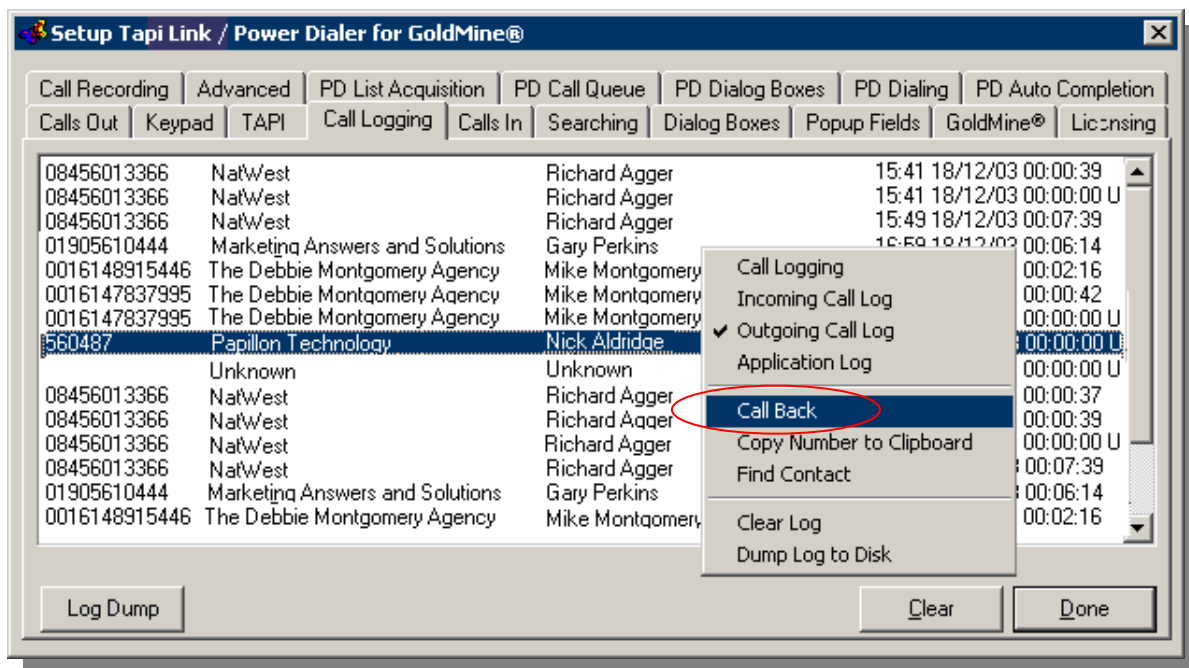 Setup Tapi Link / Power Dialer for GoldMine®
Call Recording Advanced PD List Acquisition PD Call Queue PD Dialog Boxes PD Dialing PD Auto Completion
Calls Out Keypad TAPI Call Logging Calls In Searching Dialog Boxes Popup Fields GoldMine® Licensing
08456013366 NatWest Richard Agger 15:41 18/12/03 00:00:39
08456013366 NatWest Richard Agger 15:41 18/12/03 00:00:00 U
08456013366 NatWest Richard Agger 15:49 18/12/03 00:07:39
01905610444 Marketing Answers and Solutions Gary Perkins 16:59 18/12/03 00:06:14
0016148915446 The Debbie Montgomery Agency Mike Montgomery 00:02:16
0016147837995 The Debbie Montgomery Agency Mike Montgomery 00:00:42
0016147837995 The Debbie Montgomery Agency Mike Montgomery 00:00:00 U
560487 Papillon Technology Nick Aldridge 00:00:00 U
Unknown Unknown 00:00:00 U
08456013366 NatWest Richard Agger 00:00:37
08456013366 NatWest Richard Agger 00:00:39
08456013366 NatWest Richard Agger 00:00:00 U
08456013366 NatWest Richard Agger 00:07:39
01905610444 Marketing Answers and Solutions Gary Perkins 00:06:14
0016148915446 The Debbie Montgomery Agency Mike Montgomery 00:02:16
Call Logging
Incoming Call Log
Outgoing Call Log
Application Log
Call Back
Copy Number to Clipboard
Find Contact
Clear Log
Dump Log to Disk
Log Dump Clear Done